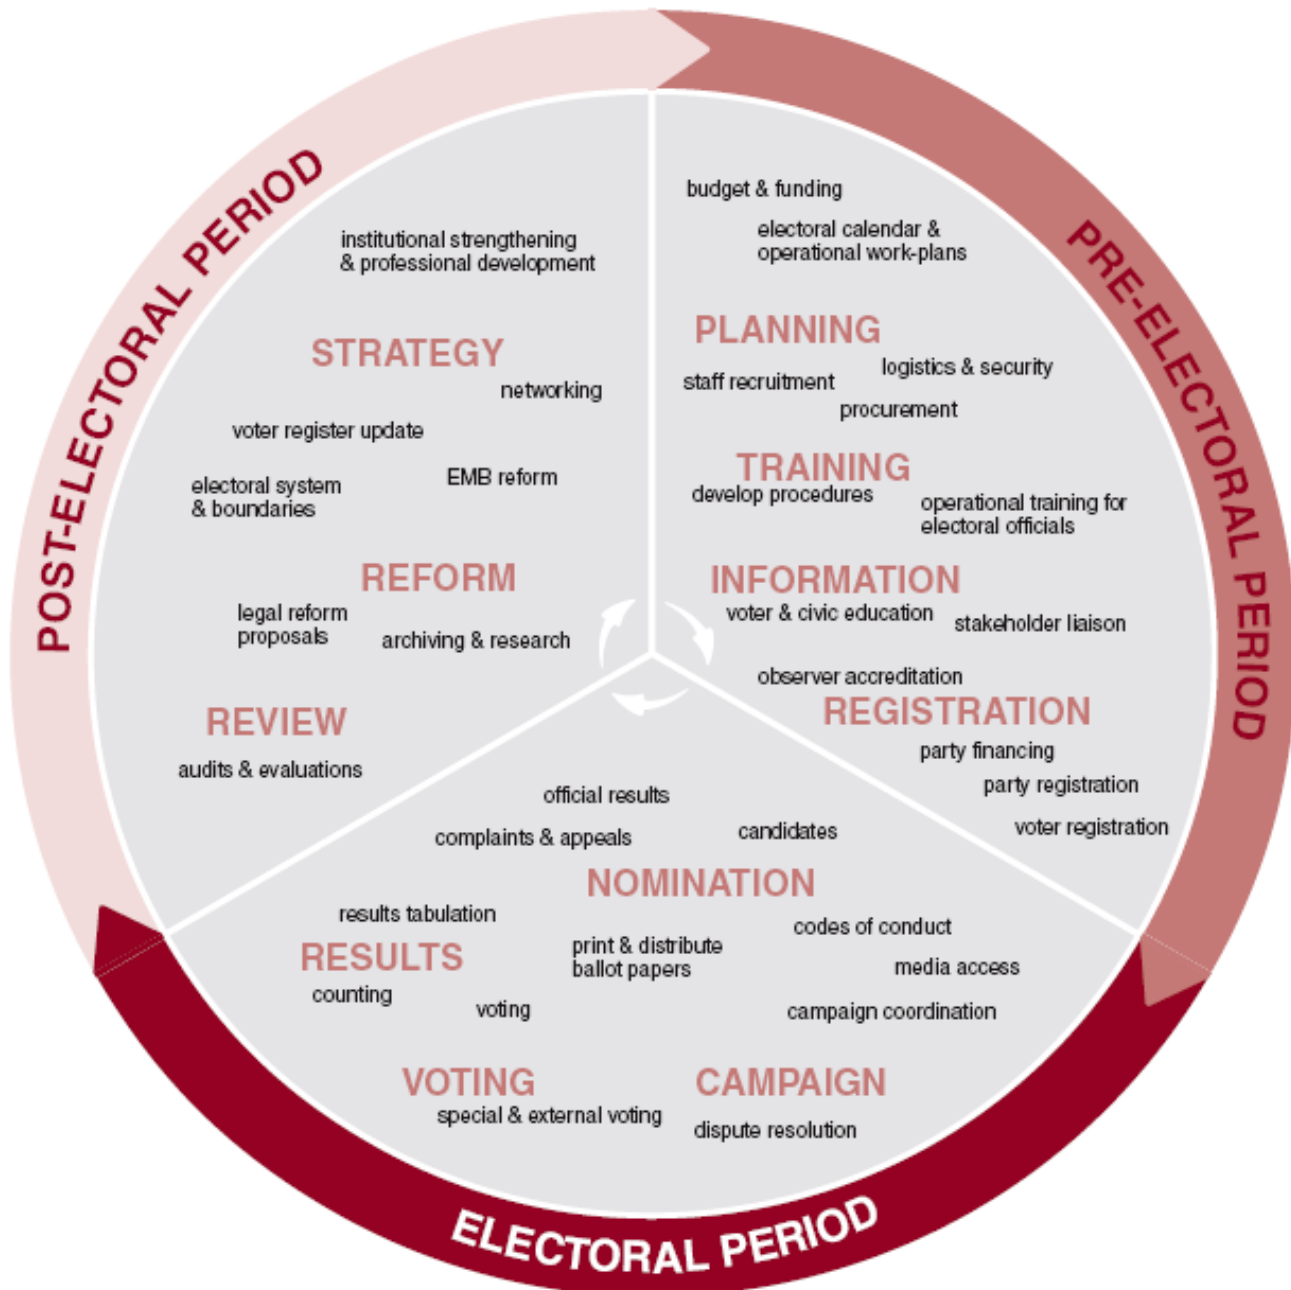 POST-ELECTORAL PERIOD
institutional strengthening
& professional development
STRATEGY
networking
voter register update
electoral system
& boundaries
EMB reform
REFORM
legal reform
proposals
archiving & research
REVIEW
audits & evaluations
PRE-ELECTORAL PERIOD
budget & funding
electoral calendar &
operational work-plans
PLANNING
logistics & security
staff recruitment
procurement
TRAINING
develop procedures
operational training for
electoral officials
INFORMATION
voter & civic education
stakeholder liaison
observer accreditation
REGISTRATION
party financing
party registration
voter registration
official results
complaints & appeals
candidates
NOMINATION
results tabulation
codes of conduct
RESULTS
print & distribute
ballot papers
media access
counting
voting
campaign coordination
VOTING
CAMPAIGN
special & external voting
dispute resolution
ELECTORAL PERIOD